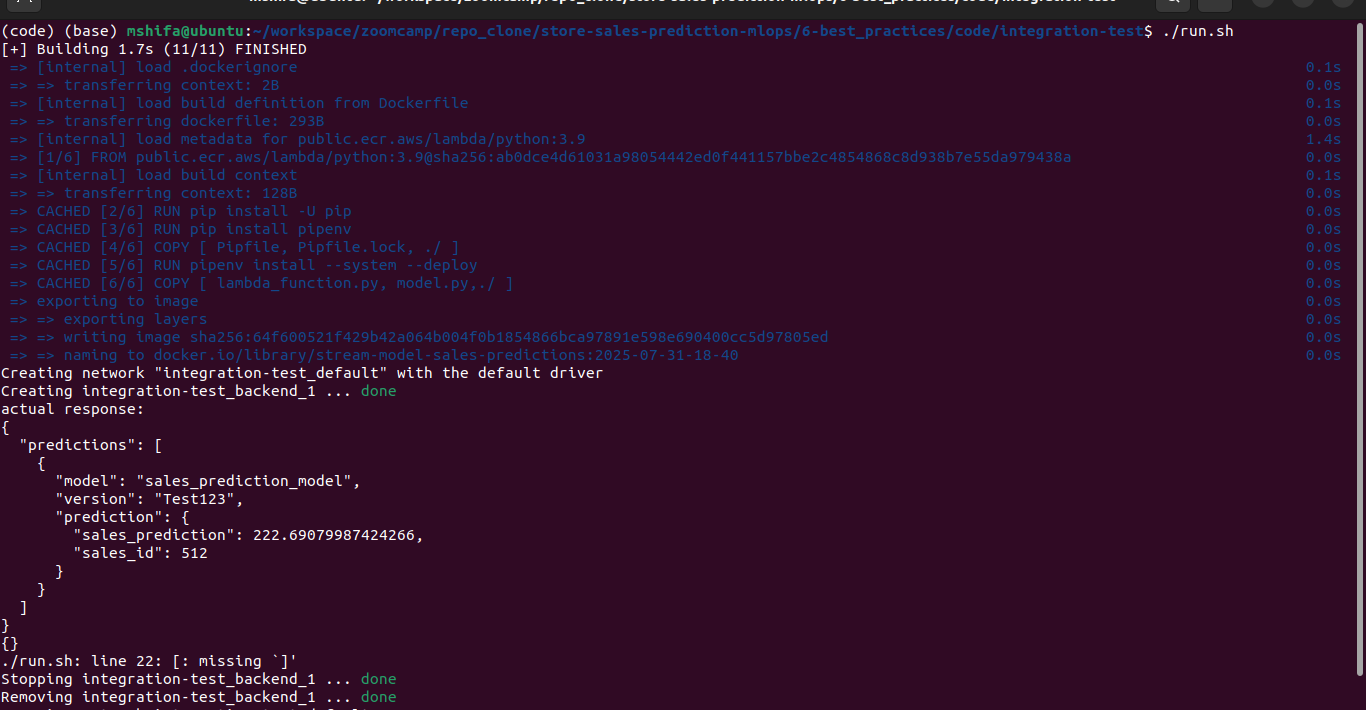 (code) (base) mshifa@ubuntu:~/workspace/zoomcamp/repo_clone/store-sales-prediction-mlops/6-best_practices/code/integration-test$ ./run.sh
[+] Building 1.7s (11/11) FINISHED
=> [internal] load .dockerignore 0.1s
=> => transferring context: 2B 0.0s
=> [internal] load build definition from Dockerfile 0.1s
=> => transferring dockerfile: 293B 0.0s
=> [internal] load metadata for public.ecr.aws/lambda/python:3.9 1.4s
=> [1/6] FROM public.ecr.aws/lambda/python:3.9@sha256:ab0dce4d61031a98054442ed0f441157bbe2c4854868c8d938b7e55da979438a 0.0s
=> [internal] load build context 0.1s
=> => transferring context: 128B 0.0s
=> CACHED [2/6] RUN pip install -U pip 0.0s
=> CACHED [3/6] RUN pip install pipenv 0.0s
=> CACHED [4/6] COPY [ Pipfile, Pipfile.lock, ./ ] 0.0s
=> CACHED [5/6] RUN pipenv install --system --deploy 0.0s
=> CACHED [6/6] COPY [ lambda_function.py, model.py,./ ] 0.0s
=> exporting to image 0.0s
=> => exporting layers 0.0s
=> => writing image sha256:64f600521f429b42a064b004f0b1854866bca97891e598e690400cc5d97805ed 0.0s
=> => naming to docker.io/library/stream-model-sales-predictions:2025-07-31-18-40 0.0s
Creating network "integration-test_default" with the default driver
Creating integration-test_backend_1 ... done
actual response:
{
"predictions": [
{
"model": "sales_prediction_model",
"version": "Test123",
"prediction": {
"sales_prediction": 222.69079987424266,
"sales_id": 512
}
}
]
}
{}
./run.sh: line 22: [: missing `]'
Stopping integration-test_backend_1 ... done
Removing integration-test_backend_1 ... done